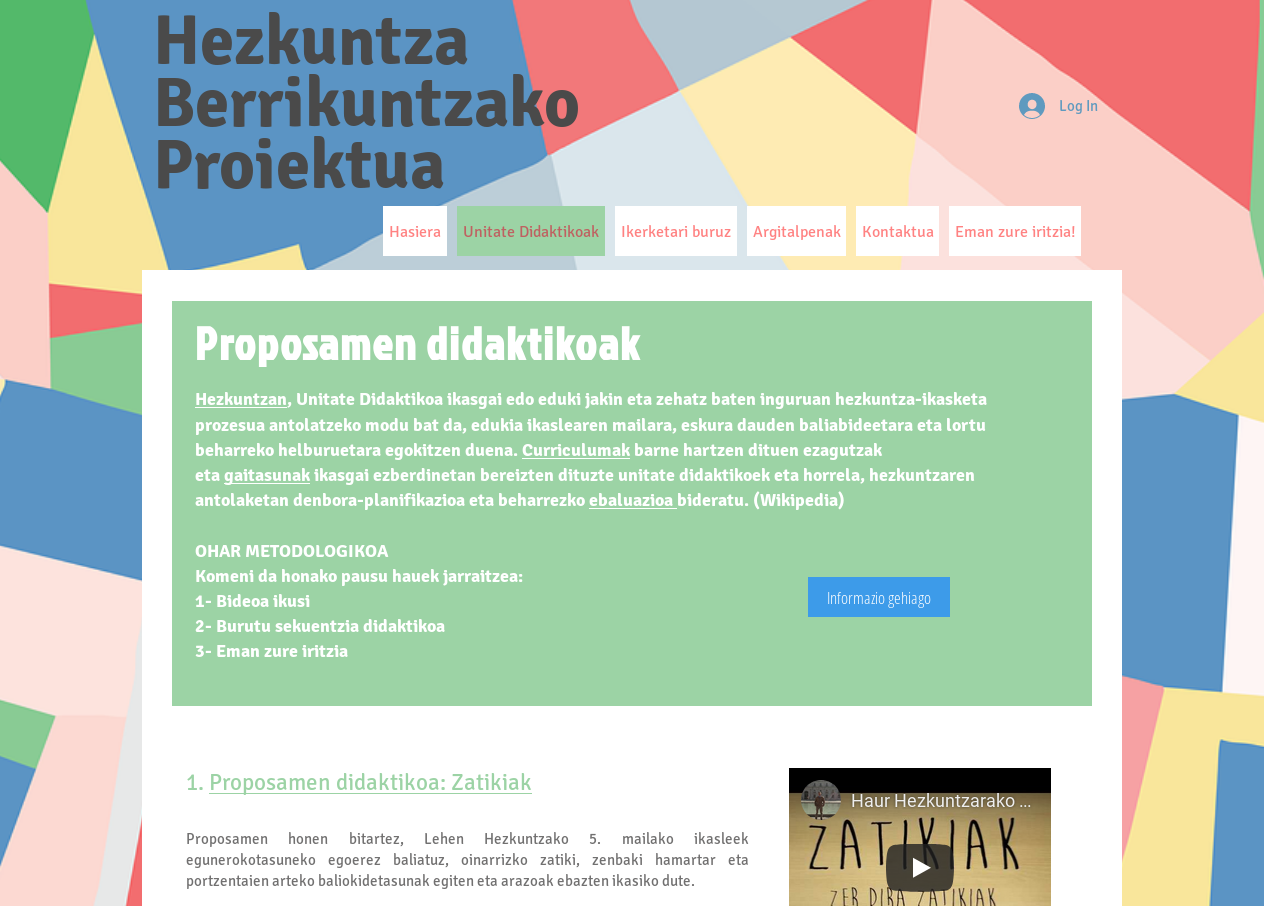 Hezkuntza
Berrikuntzako
Proiektua
Log In
Hasiera
Unitate Didaktikoak
Ikerketari buruz
Argitalpenak
Kontaktua
Eman zure iritzia!
Proposamen didaktikoak
Hezkuntzan, Unitate Didaktikoa ikasgai edo eduki jakin eta zehatz baten inguruan hezkuntza-ikasketa
prozesua antolatzeko modu bat da, edukia ikaslearen mailara, eskura dauden baliabideetara eta lortu
beharreko helburuetara egokitzen duena. Curriculumak barne hartzen dituen ezagutzak
eta gaitasunak ikasgai ezberdinetan bereizten dituzte unitate didaktikoek eta horrela, hezkuntzaren
antolaketan denbora-planifikazioa eta beharrezko ebaluazioa bideratu. (Wikipedia)
OHAR METODOLOGIKOA
Komeni da honako pausu hauek jarraitzea:
1- Bideoa ikusi
2- Burutu sekuentzia didaktikoa
3- Eman zure iritzia
Informazio gehiago
1. Proposamen didaktikoa: Zatikiak
Proposamen honen bitartez, Lehen Hezkuntzako 5. mailako ikasleek
egunerokotasuneko egoerez baliatuz, oinarrizko zatiki, zenbaki hamartar eta
portzentaien arteko baliokidetasunak egiten eta arazoak ebazten ikasiko dute.
Haur Hezkuntzarako ...
ZATIKIAK
ZER DIRA ZATIKIAK